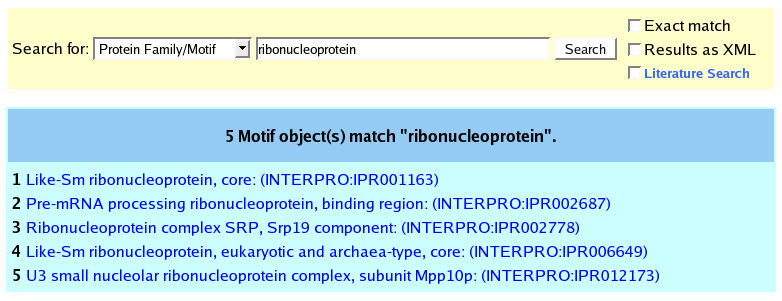 Exact match
Search for: Protein Family/Motif ribonucleoprotein Search Results as XML
Literature Search
5 Motif object(s) match "ribonucleoprotein".
1 Like-Sm ribonucleoprotein, core: (INTERPRO:IPR001163)
2 Pre-mRNA processing ribonucleoprotein, binding region: (INTERPRO:IPR002687)
3 Ribonucleoprotein complex SRP, Srp19 component: (INTERPRO:IPR002778)
4 Like-Sm ribonucleoprotein, eukaryotic and archaea-type, core: (INTERPRO:IPR006649)
5 U3 small nucleolar ribonucleoprotein complex, subunit Mpp10p: (INTERPRO:IPR012173)